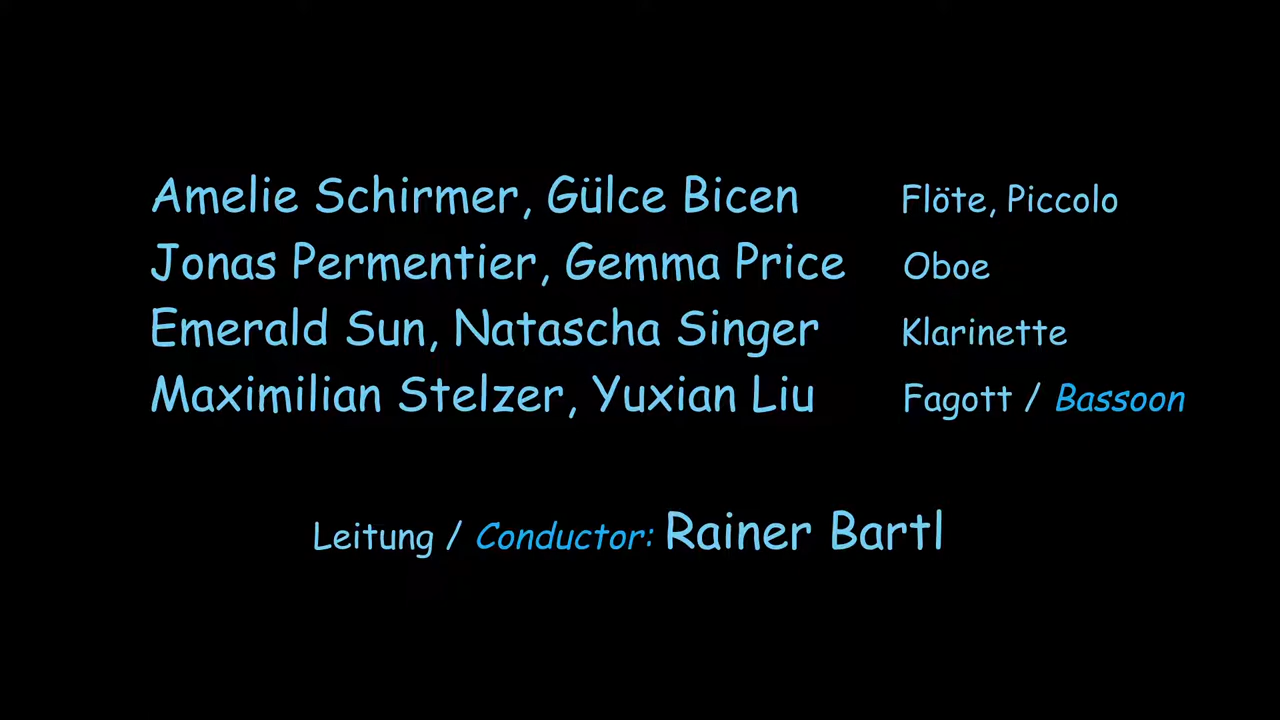 Amelie Schirmer, Gülce Bicen Flöte, Piccolo
Jonas Permentier, Gemma Price Oboe
Emerald Sun, Natascha Singer Klarinette
Maximilian Stelzer, Yuxian Liu Fagott / Bassoon
Leitung / Conductor: Rainer Bartl